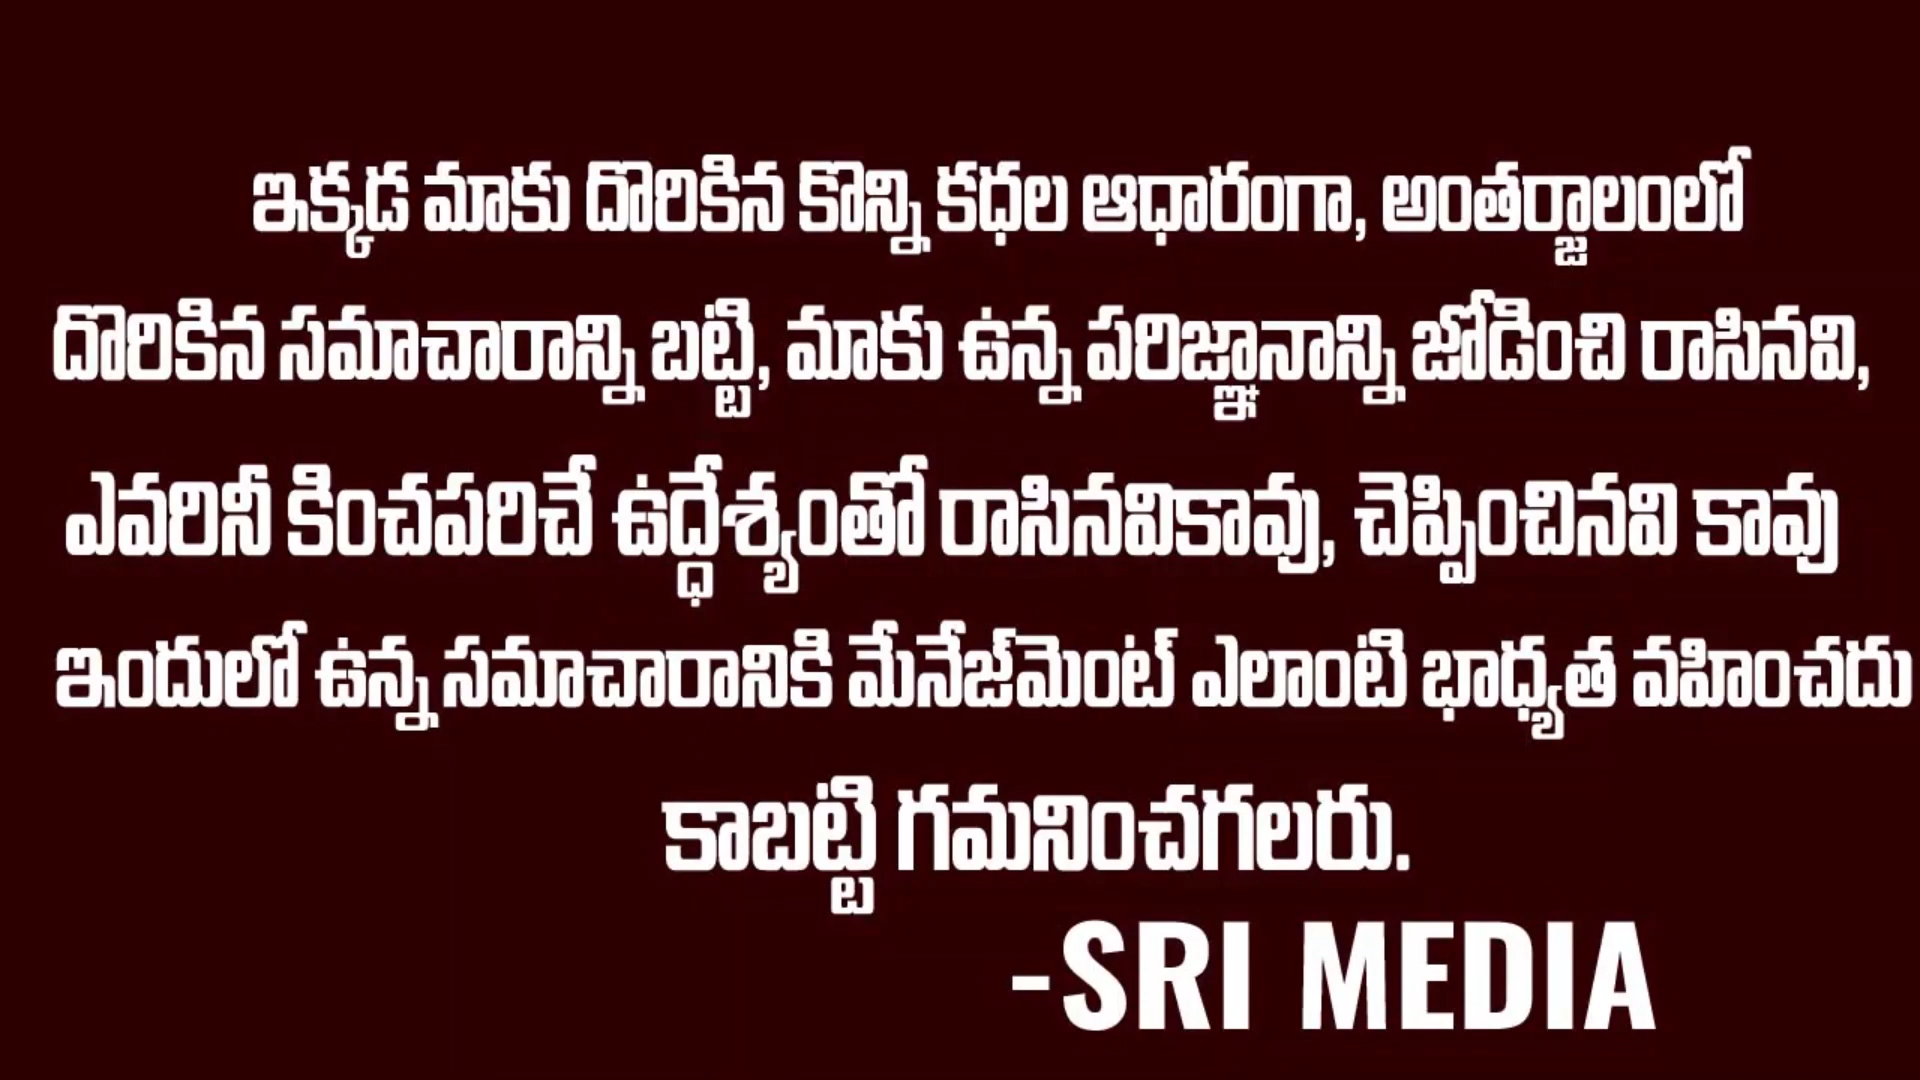 ఇక్కడ మాకు దొరికిన కొన్ని కధల ఆధారంగా, అంతర్జాలంలో
దొరికిన సమాచారాన్ని బట్టి, మాకు ఉన్న పరిజ్ఞానాన్ని జోడించి రాసినవి,
ఎవరినీ కించపరిచే ఉద్ధేశ్యంతో రాసినవికావు, చెప్పించినవి కావు
ఇందులో ఉన్న సమాచారానికి మేనేజ్‌మెంట్ ఎలాంటి భాధ్యత వహించదు
కాబట్టి గమనించగలరు.
-SRI MEDIA